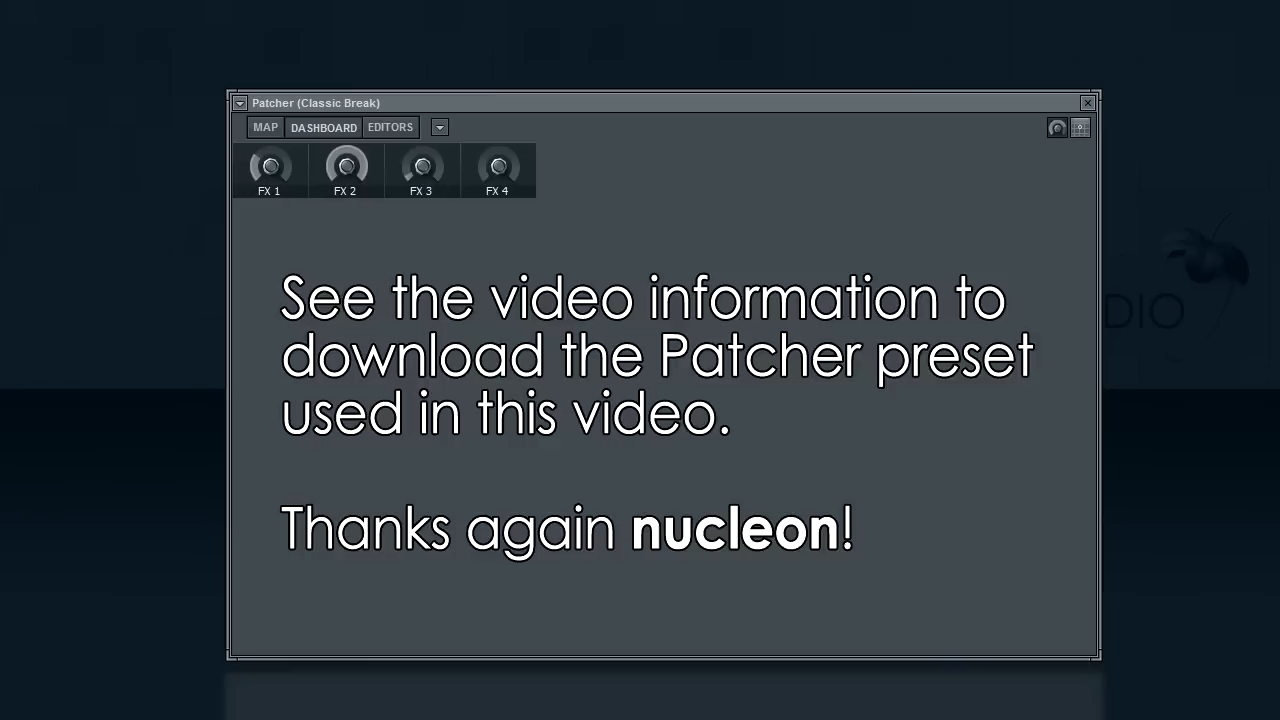 Patcher (Classic Break)
MAP DASHBOARD EDITORS
FX 1 FX 2 FX 3 FX 4
See the video information to
download the Patcher preset
used in this video.
Thanks again nucleon!
DIO